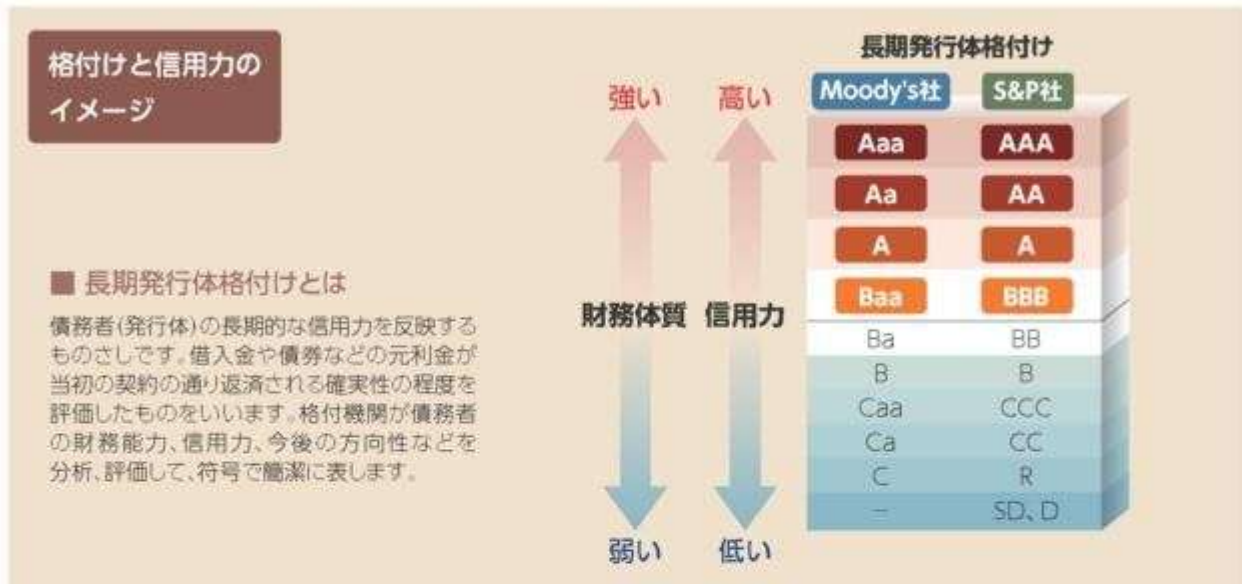 格付けと信用力の
イメージ
■ 長期発行体格付けとは
債務者(発行体)の長期的な信用力を反映する
ものさしです。借入金や債券などの元利金が
当初の契約の通り返済される確実性の程度を
評価したものをいいます。格付機関が債務者
の財務能力、信用力、今後の方向性などを
分析、評価して、符号で簡潔に表します。
強い 高い
財務体質 信用力
弱い 低い
長期発行体格付け
Moody's社 S&P社
Aaa AAA
Aa AA
A A
Baa BBB
Ba BB
B B
Caa CCC
Ca CC
C R
− SD、D